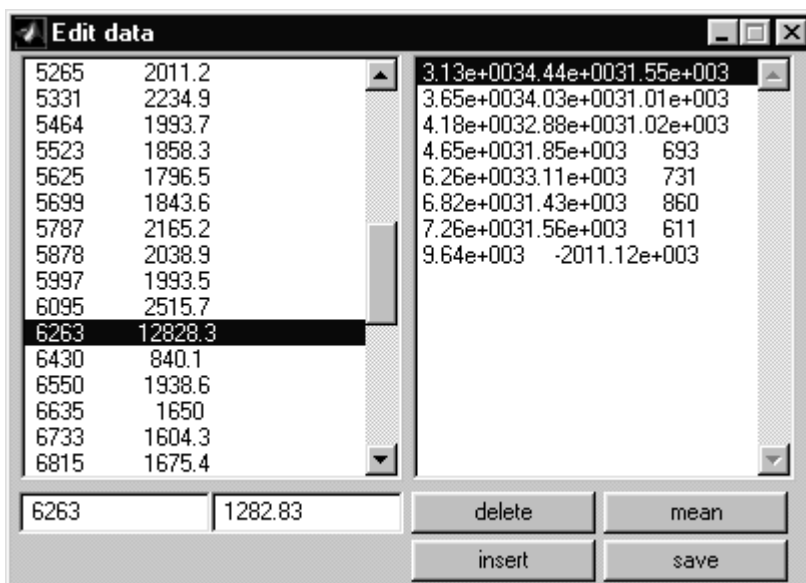 Edit data
5265 2011.2
5331 2234.9
5464 1993.7
5523 1858.3
5625 1796.5
5699 1843.6
5787 2165.2
5878 2038.9
5997 1993.5
6095 2515.7
6263 12828.3
6430 840.1
6550 1938.6
6635 1650
6733 1604.3
6815 1675.4
3.13e+0034.44e+0031.55e+003
3.65e+0034.03e+0031.01e+003
4.18e+0032.88e+0031.02e+003
4.65e+0031.85e+003 693
6.26e+0033.11e+003 731
6.82e+0031.43e+003 860
7.26e+0031.56e+003 611
9.64e+003 -2011.12e+003
6263 1282.83
delete mean
insert save